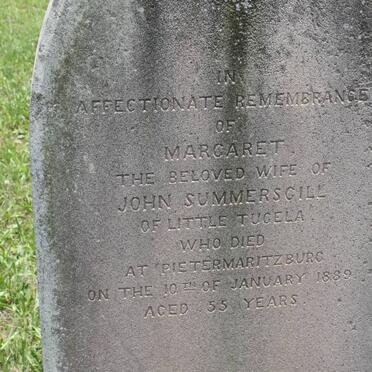 IN
AFFECTIONATE REMEMBRANCE
OF
MARGARET
THE BELOVED WIFE OF
JOHN SUMMERSGILL
OF LITTLE TUGELA
WHO DIED
AT PIETERMARITZBURG
ON THE 10TH OF JANUARY 1889
AGED 55 YEARS